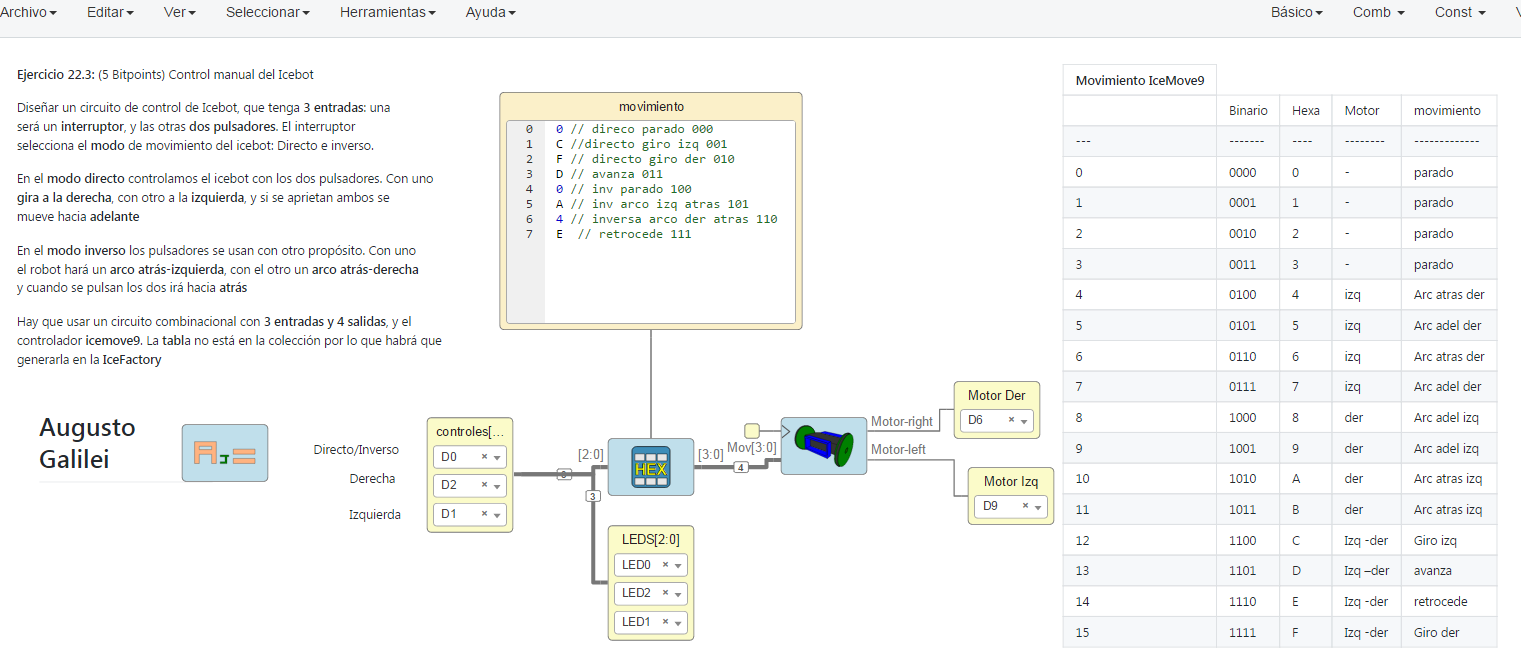 Archivo Editar Ver Seleccionar Herramientas Ayuda Básico Comb Const
Ejercicio 22.3: (5 Bitpoints) Control manual del Icebot
Diseñar un circuito de control de Icebot, que tenga 3 entradas: una
será un interruptor, y las otras dos pulsadores. El interruptor
selecciona el modo de movimiento del icebot: Directo e inverso.
En el modo directo controlamos el icebot con los dos pulsadores. Con uno
gira a la derecha, con otro a la izquierda, y si se aprietan ambos se
mueve hacia adelante
En el modo inverso los pulsadores se usan con otro propósito. Con uno
el robot hará un arco atrás-izquierda, con el otro un arco atrás-derecha
y cuando se pulsan los dos irá hacia atrás
Hay que usar un circuito combinacional con 3 entradas y 4 salidas, y el
controlador icemove9. La tabla no está en la colección por lo que habrá que
generarla en la IceFactory
movimiento
0 0 // direco parado 000
1 C //directo giro izq 001
2 F // directo giro der 010
3 D // avanza 011
4 0 // inv parado 100
5 A // inv arco izq atras 101
6 4 // inversa arco der atras 110
7 E // retrocede 111
Augusto
Galilei
Directo/Inverso
Derecha
Izquierda
controles[...
D0
D2
D1
3
[2:0]
3
HEX
[3:0]
4
Mov[3:0]
LEDS[2:0]
LED0
LED2
LED1
Motor-right
Motor-left
Motor Der
D6
Motor Izq
D9
Movimiento IceMove9
Binario Hexa Motor movimiento
--- ------- ---- -------- -------------
0 0000 0 - parado
1 0001 1 - parado
2 0010 2 - parado
3 0011 3 - parado
4 0100 4 izq Arc atras der
5 0101 5 izq Arc adel der
6 0110 6 izq Arc atras der
7 0111 7 izq Arc adel der
8 1000 8 der Arc adel izq
9 1001 9 der Arc adel izq
10 1010 A der Arc atras izq
11 1011 B der Arc atras izq
12 1100 C Izq -der Giro izq
13 1101 D Izq –der avanza
14 1110 E Izq -der retrocede
15 1111 F Izq -der Giro der